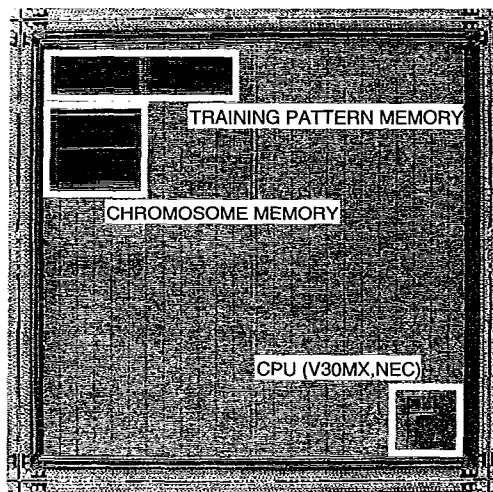 TRAINING PATTERN MEMORY
CHROMOSOME MEMORY
CPU (V30MX,NEC)